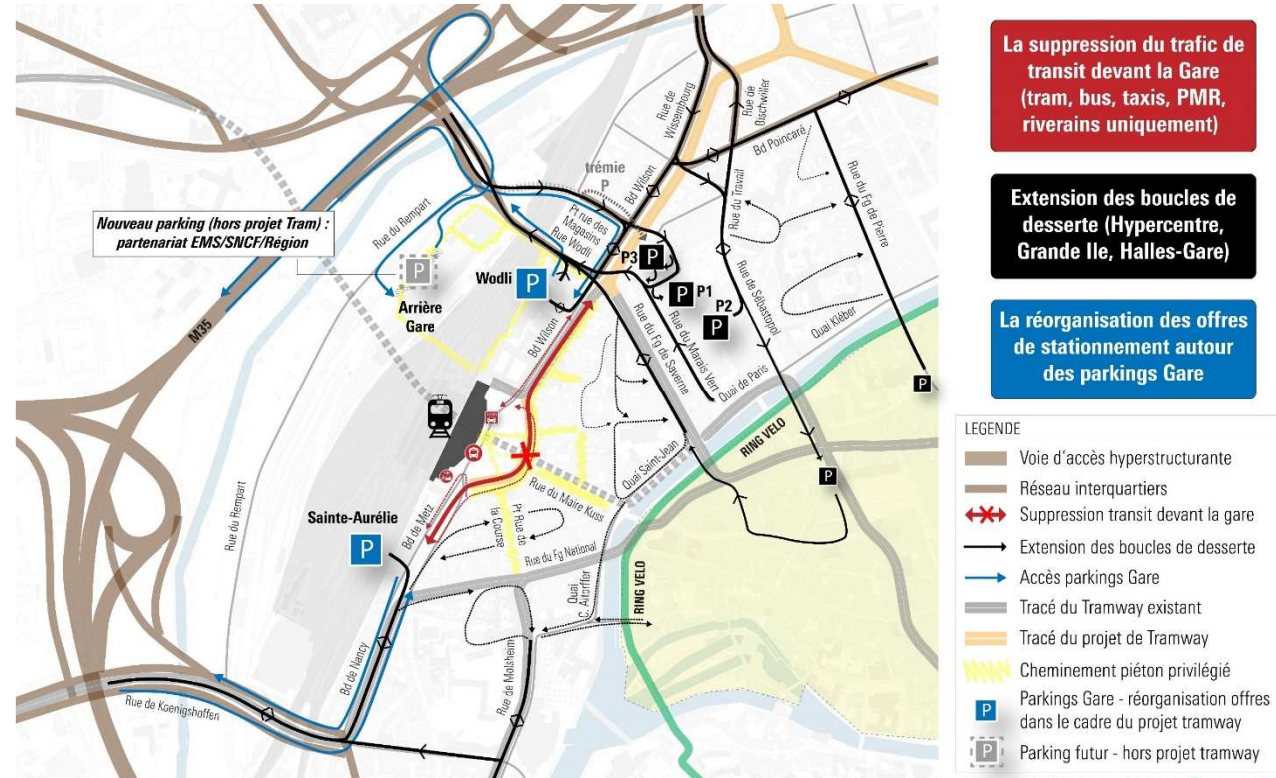 La suppression du trafic de
transit devant la Gare
(tram, bus, taxis, PMR,
riverains uniquement)
Extension des boucles de
desserte (Hypercentre,
Grande Ile, Halles-Gare)
La réorganisation des offres
de stationnement autour
des parkings Gare
LEGENDE
Voie d'accès hyperstructurante
Réseau interquartiers
Suppression transit devant la gare
Extension des boucles de desserte
Accès parkings Gare
Tracé du Tramway existant
Tracé du projet de Tramway
Cheminement piéton privilégié
P
Parkings Gare - réorganisation offres
dans le cadre du projet tramway
P
Parking futur - hors projet tramway
Rue de
Wissembourg
Rue de
Bischwiller
Bd Poincaré
trémie
P
Bd Wilson
Rue du Travail
Rue du Fg de Pierre
Nouveau parking (hors projet Tram) :
partenariat EMS/SNCF/Région
Rue du Rempart
Pt rue des
Magasins
Rue Wodli
P
Arrière
Gare
Wodli
P
P3
P
P
P1
P2
P
Rue de Sébastopol
Quai Kléber
M35
Bd Wilson
Rue du Fg de Saverne
Rue du Marais Vert
Quai de Paris
P
RING VELO
Quai Saint-Jean
P
Rue du Maire Kuss
Rue du Rempart
Sainte-Aurélie
P
Bd de Metz
Pt Rue de
la Course
Rue du Fg National
Quai
C. Altorffer
RING VELO
Bd de Nancy
Rue de Molsheim
Rue de Koenigshoffen